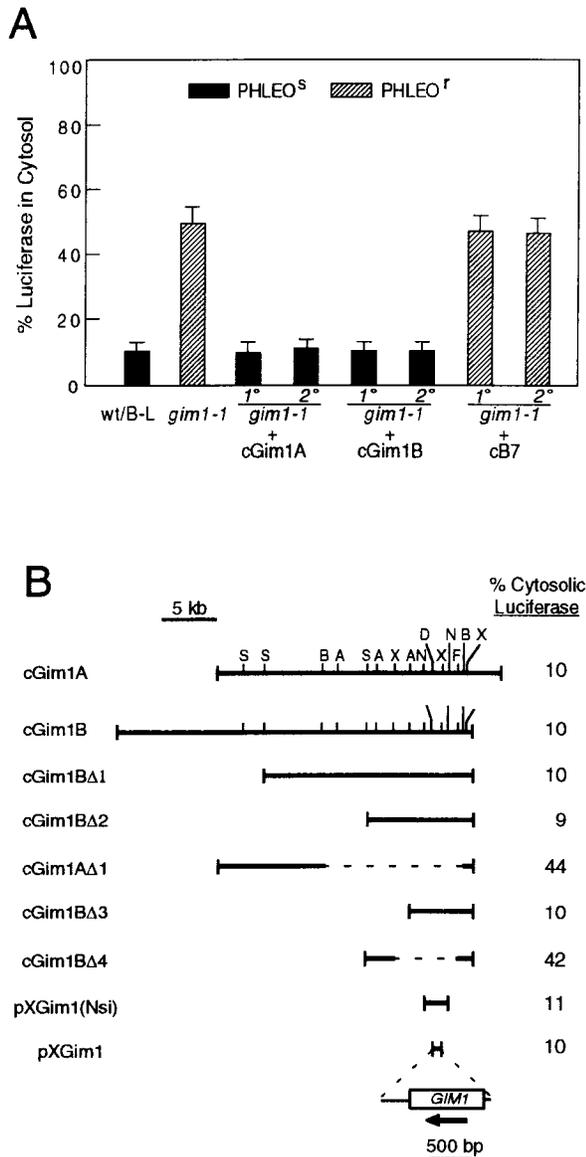 A
PHLEOˢ PHLEOʳ
% Luciferase in Cytosol
100
80
60
40
20
0
1° 2° 1° 2° 1° 2°
wt/B-L gim1-1 gim1-1 gim1-1 gim1-1
+ + +
cGim1A cGim1B cB7
B
% Cytosolic
Luciferase
5 kb
D N B X
S S B A S A X A N X F
cGim1A 10
cGim1B 10
cGim1BΔ1 10
cGim1BΔ2 9
cGim1AΔ1 44
cGim1BΔ3 10
cGim1BΔ4 42
pXGim1(Nsi) 11
pXGim1 10
GIM1
500 bp